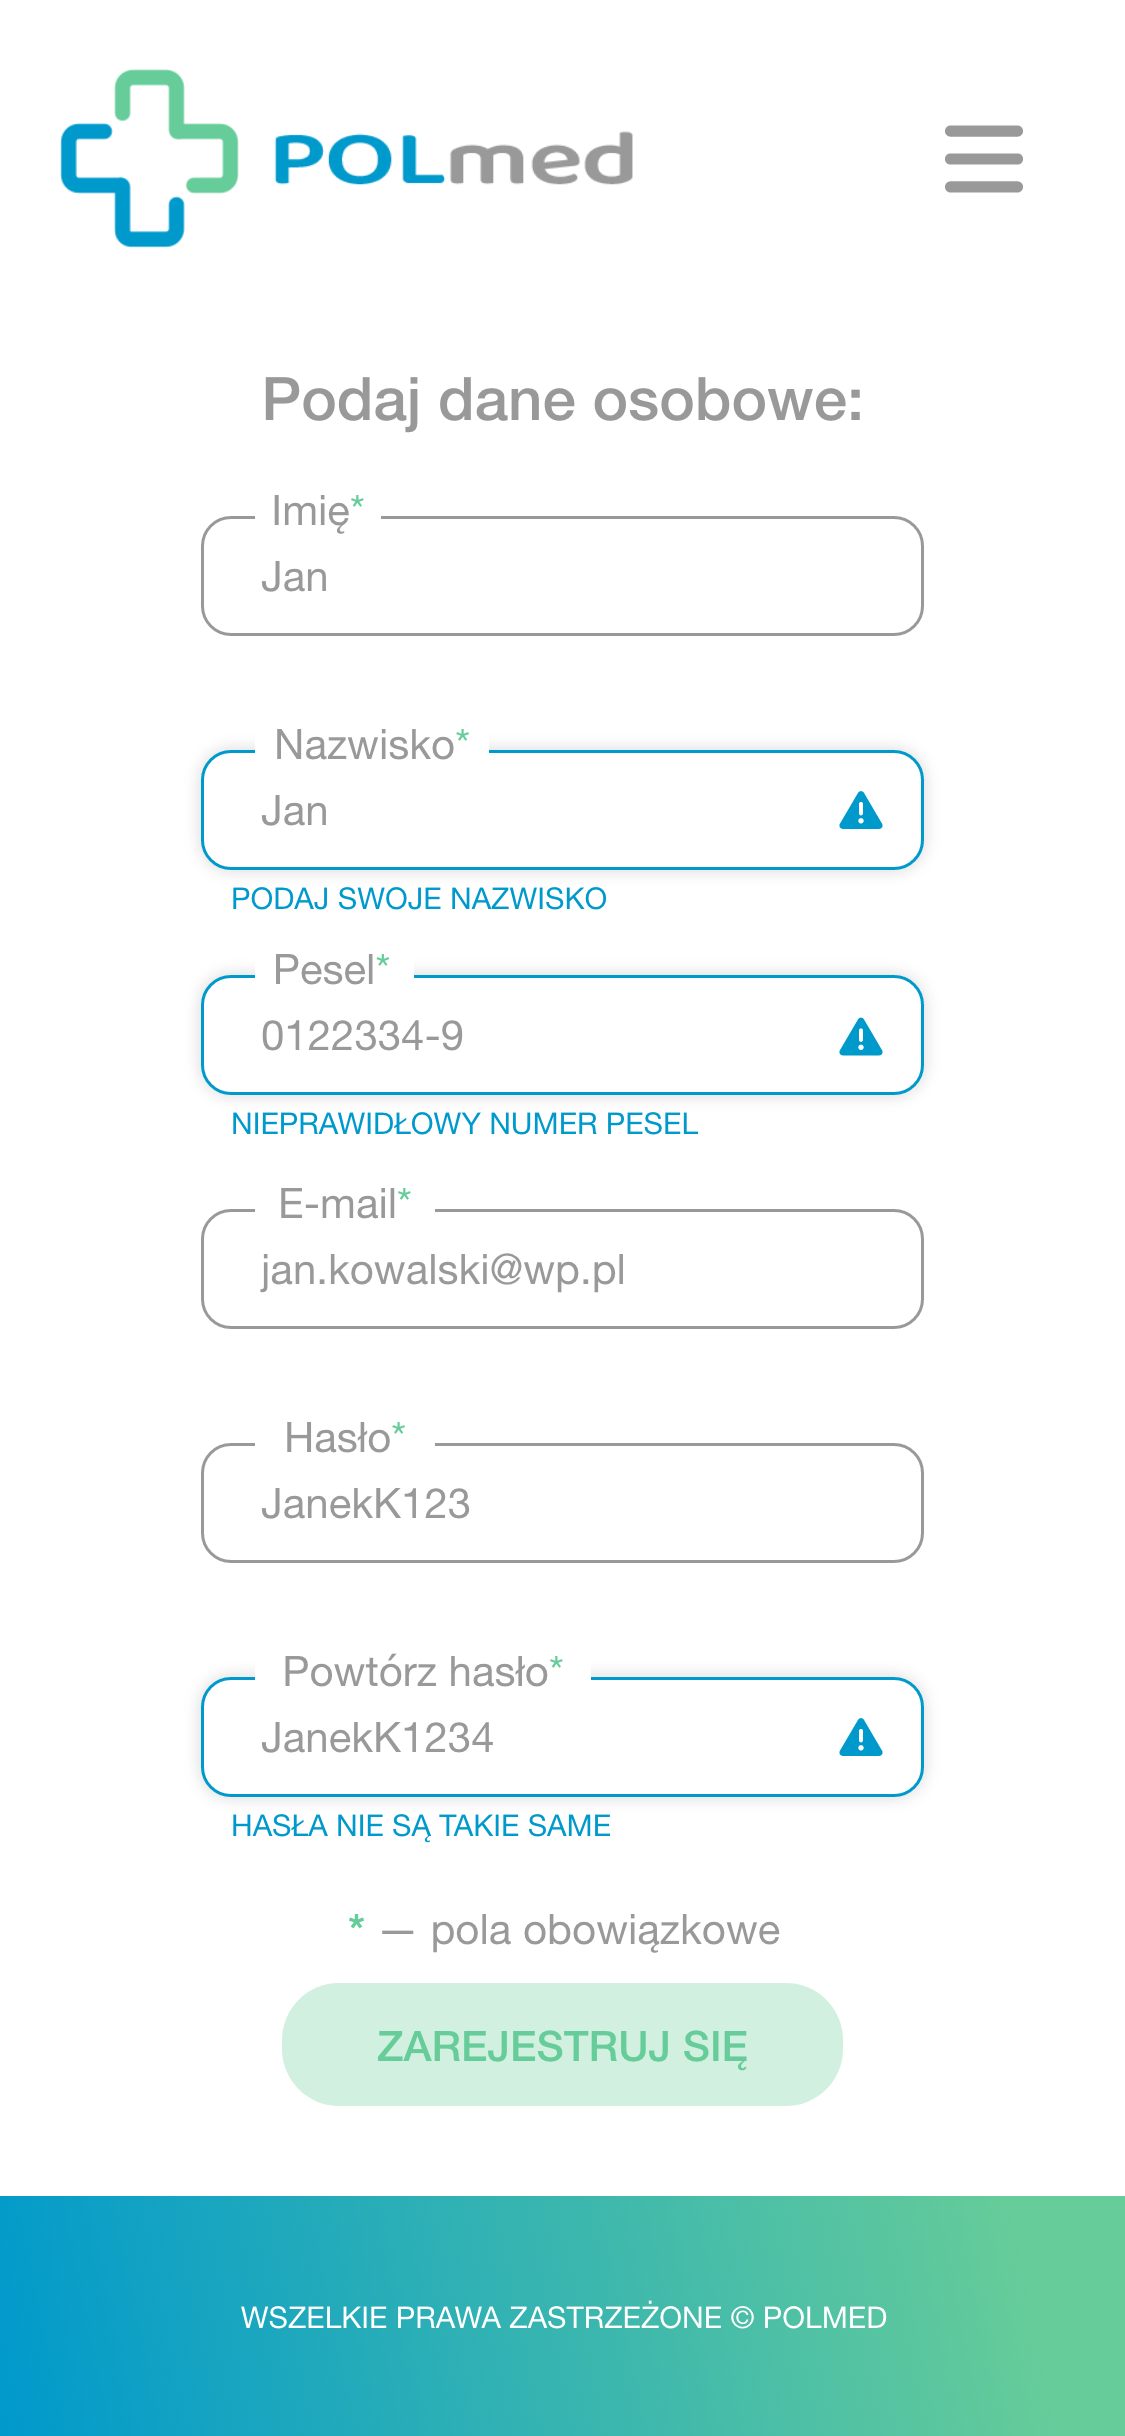 POLmed
Podaj dane osobowe:
Imię*
Jan
Nazwisko*
Jan
PODAJ SWOJE NAZWISKO
Pesel*
0122334-9
NIEPRAWIDŁOWY NUMER PESEL
E-mail*
jan.kowalski@wp.pl
Hasło*
JanekK123
Powtórz hasło*
JanekK1234
HASŁA NIE SĄ TAKIE SAME
* — pola obowiązkowe
ZAREJESTRUJ SIĘ
WSZELKIE PRAWA ZASTRZEŻONE © POLMED